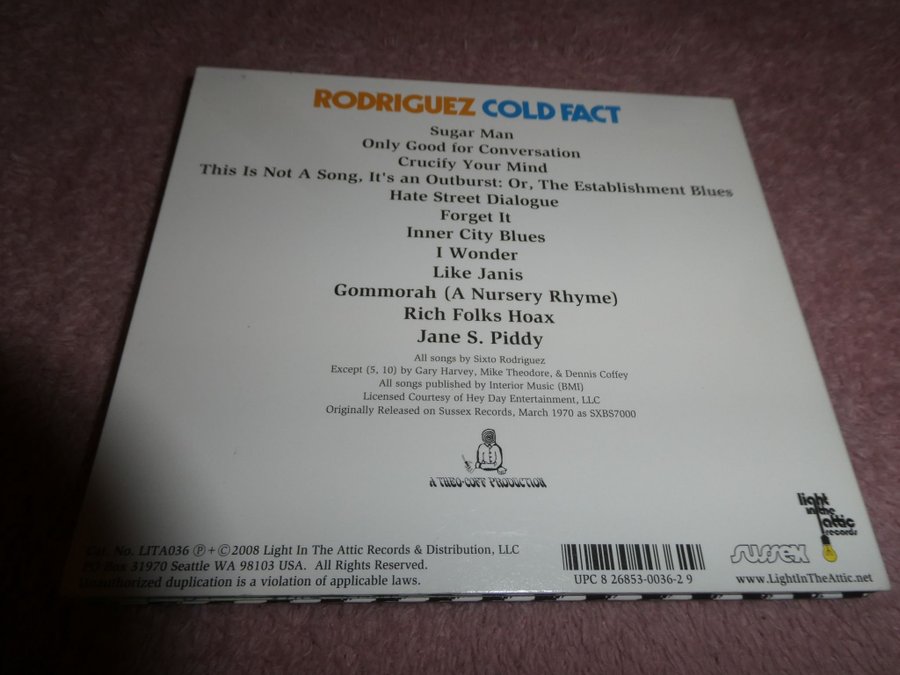 RODRIGUEZ COLD FACT
Sugar Man
Only Good for Conversation
Crucify Your Mind
This Is Not A Song, It's an Outburst: Or, The Establishment Blues
Hate Street Dialogue
Forget It
Inner City Blues
I Wonder
Like Janis
Gommorah (A Nursery Rhyme)
Rich Folks Hoax
Jane S. Piddy
All songs by Sixto Rodriguez
Except (5, 10) by Gary Harvey, Mike Theodore, & Dennis Coffey
All songs published by Interior Music (BMI)
Licensed Courtesy of Hey Day Entertainment, LLC
Originally Released on Sussex Records, March 1970 as SXBS7000
A THEO-COFF PRODUCTION
light
in the
attic
records
Cat. No. LITA036 ℗ + © 2008 Light In The Attic Records & Distribution, LLC
PO Box 31970 Seattle WA 98103 USA. All Rights Reserved.
Unauthorized duplication is a violation of applicable laws.
UPC 8 26853-0036-2 9
sussex
www.LightInTheAttic.net